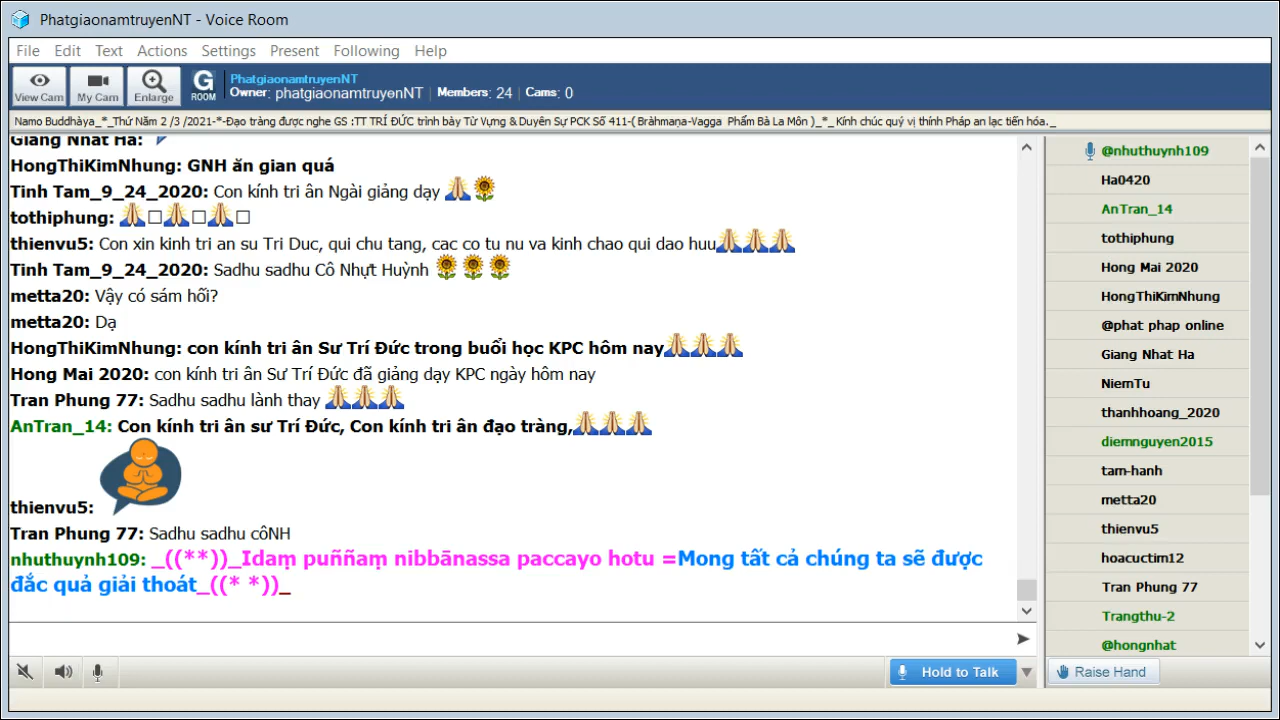 PhatgiaonamtruyenNT - Voice Room
File Edit Text Actions Settings Present Following Help
View Cam My Cam Enlarge G ROOM
PhatgiaonamtruyenNT
Owner: phatgiaonamtruyenNT | Members: 24 | Cams: 0
Namo Buddhàya_*_Thứ Năm 2 /3 /2021-*-Đạo tràng được nghe GS :TT TRÍ ĐỨC trình bày Từ Vựng & Duyên Sự PCK Số 411-( Bràhmaṇa-Vagga Phẩm Bà La Môn )_*_ Kính chúc quý vị thính Pháp an lạc tiến hóa._
Giang Nhat Ha:
HongThiKimNhung: GNH ăn gian quá
Tinh Tam_9_24_2020: Con kính tri ân Ngài giảng dạy 🙏🌻
tothiphung: 🙏□🙏□🙏□
thienvu5: Con xin kinh tri an su Tri Duc, qui chu tang, cac co tu nu va kinh chao qui dao huu🙏🙏🙏
Tinh Tam_9_24_2020: Sadhu sadhu Cô Nhựt Huỳnh 🌻🌻🌻
metta20: Vậy có sám hối?
metta20: Dạ
HongThiKimNhung: con kính tri ân Sư Trí Đức trong buổi học KPC hôm nay🙏🙏🙏
Hong Mai 2020: con kính tri ân Sư Trí Đức đã giảng dạy KPC ngày hôm nay
Tran Phung 77: Sadhu sadhu lành thay 🙏🙏🙏
AnTran_14: Con kính tri ân sư Trí Đức, Con kính tri ân đạo tràng,🙏🙏🙏
thienvu5:
Tran Phung 77: Sadhu sadhu côNH
nhuthuynh109: _((**))_Idaṃ puññaṃ nibbānassa paccayo hotu =Mong tất cả chúng ta sẽ được
đắc quả giải thoát_((* *))_
@nhuthuynh109
Ha0420
AnTran_14
tothiphung
Hong Mai 2020
HongThiKimNhung
@phat phap online
Giang Nhat Ha
NiemTu
thanhhoang_2020
diemnguyen2015
tam-hanh
metta20
thienvu5
hoacuctim12
Tran Phung 77
Trangthu-2
@hongnhat
Hold to Talk
Raise Hand